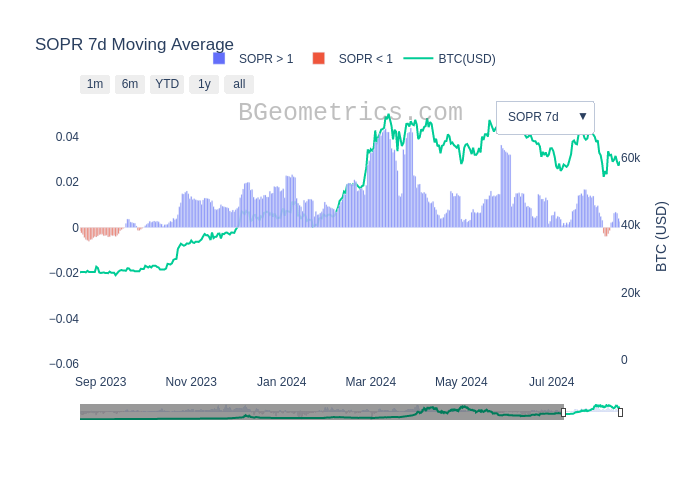 SOPR 7d Moving Average
SOPR > 1
SOPR < 1
BTC(USD)
1m
6m
YTD
1y
all
BGeometrics.com
SOPR 7d ▼
0.04
0.02
0
−0.02
−0.04
−0.06
60k
40k
20k
0
BTC (USD)
Sep 2023
Nov 2023
Jan 2024
Mar 2024
May 2024
Jul 2024